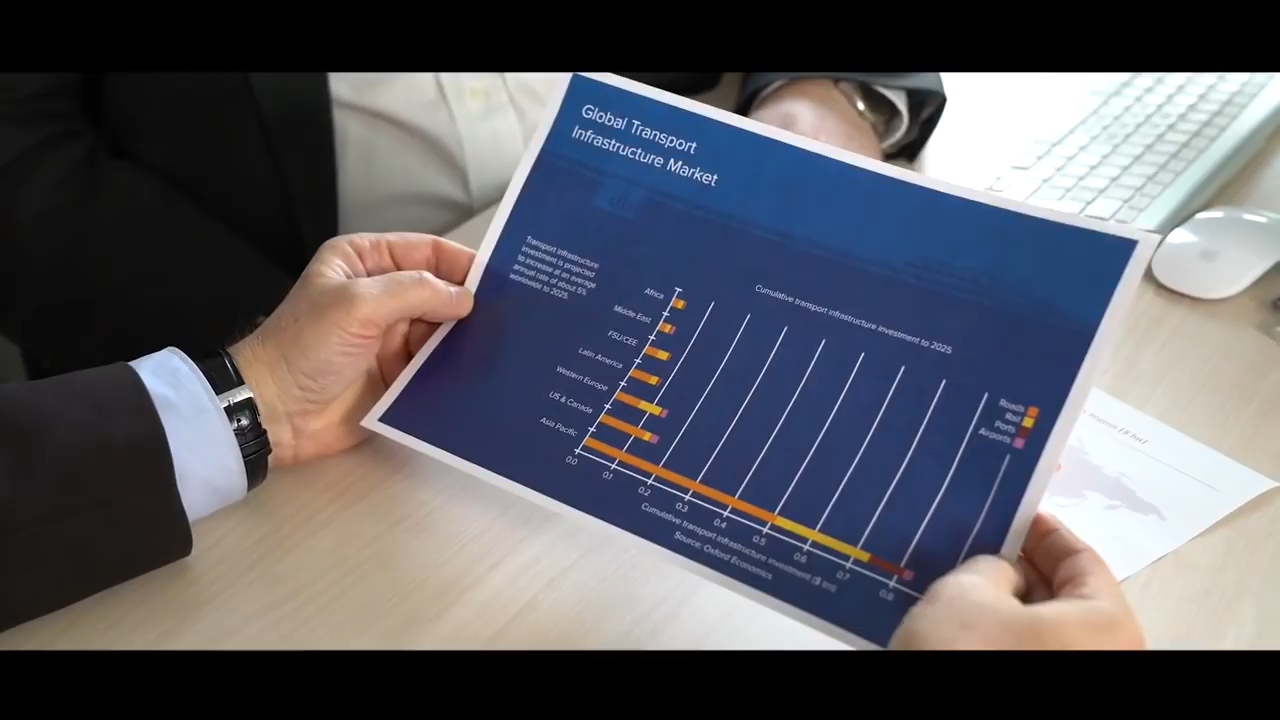 Global Transport
Infrastructure Market
Transport infrastructure
investment is projected
to increase at an average
annual rate of about 5%
worldwide to 2025.
Cumulative transport infrastructure investment to 2025
Africa
Middle East
FSU/CEE
Latin America
Western Europe
US & Canada
Asia Pacific
Roads
Rail
Ports
Airports
0.0 0.1 0.2 0.3 0.4 0.5 0.6 0.7 0.8
Cumulative transport infrastructure investment ($ tn)
Source: Oxford Economics